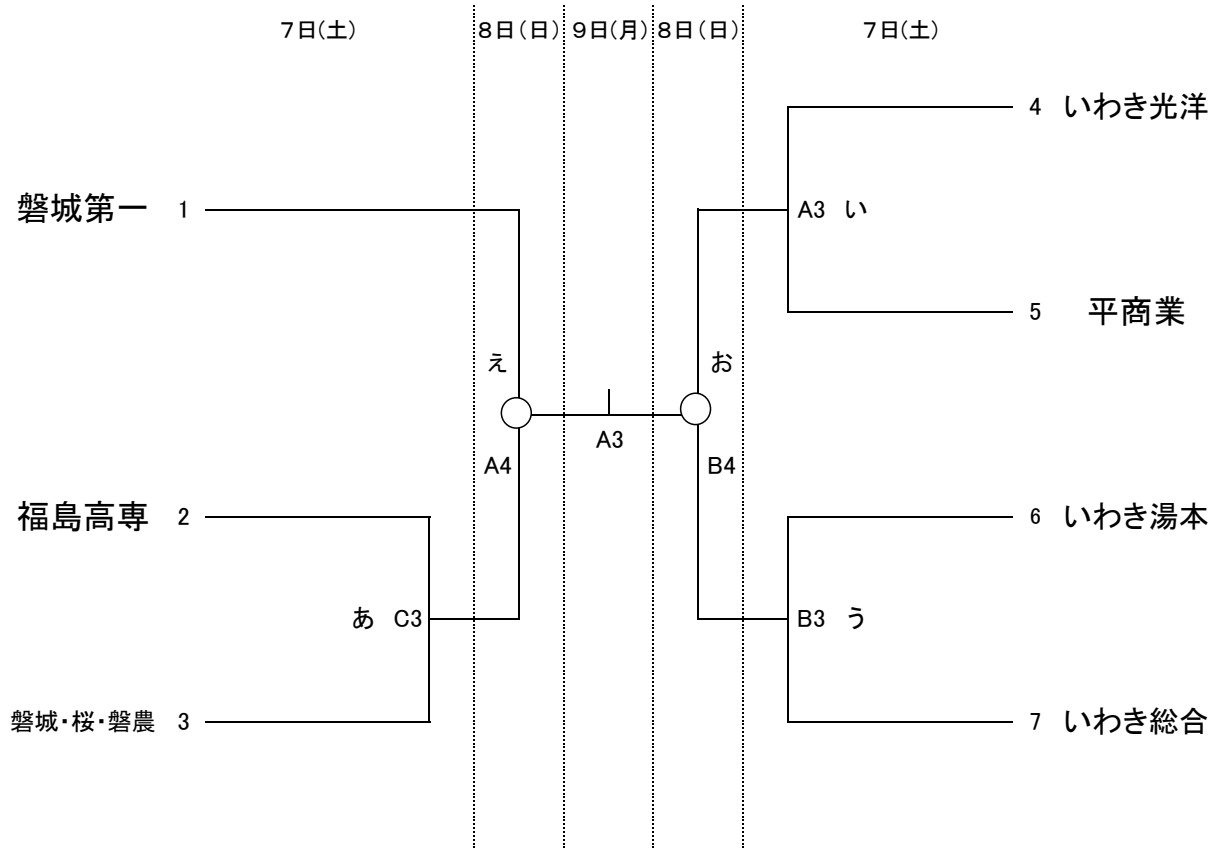 ７日(土) ８日(日) ９日(月) ８日(日) ７日(土)
4 いわき光洋
磐城第一 1
A3 い
5 平商業
え お
A3
A4 B4
福島高専 2
6 いわき湯本
あ C3
B3 う
磐城・桜・磐農 3
7 いわき総合